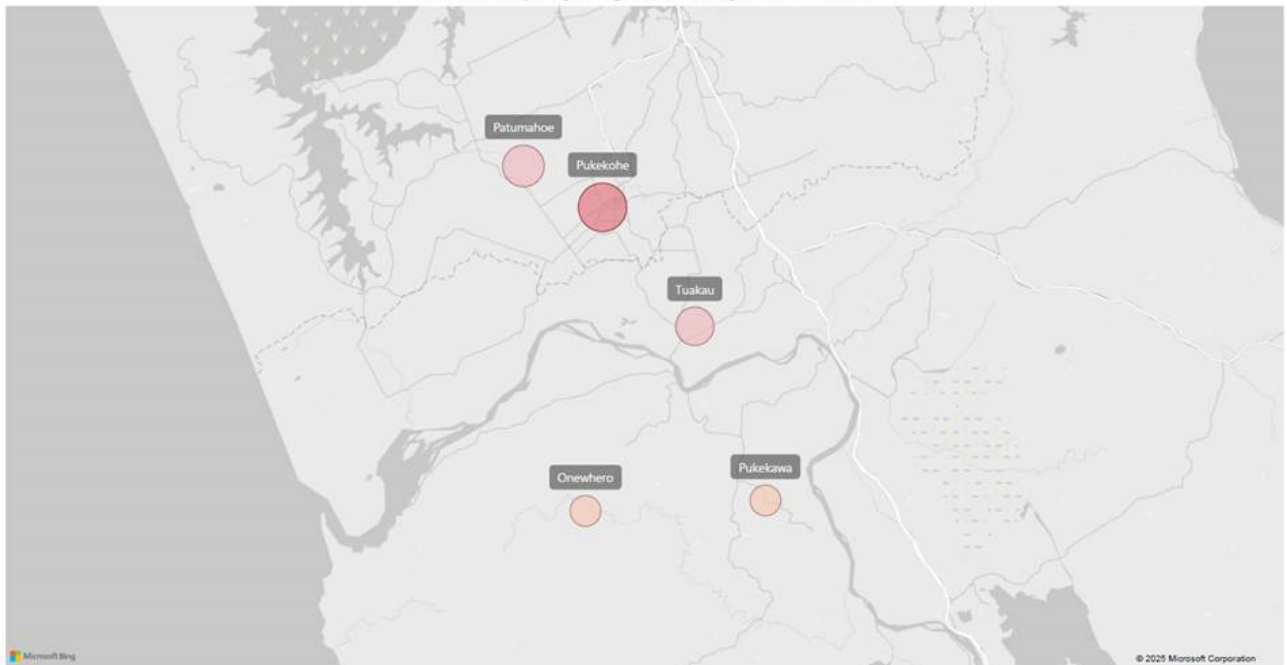 Patumahoe
Pukekohe
Tuakau
Pukekawa
Onewhero
Microsoft Bing
© 2025 Microsoft Corporation